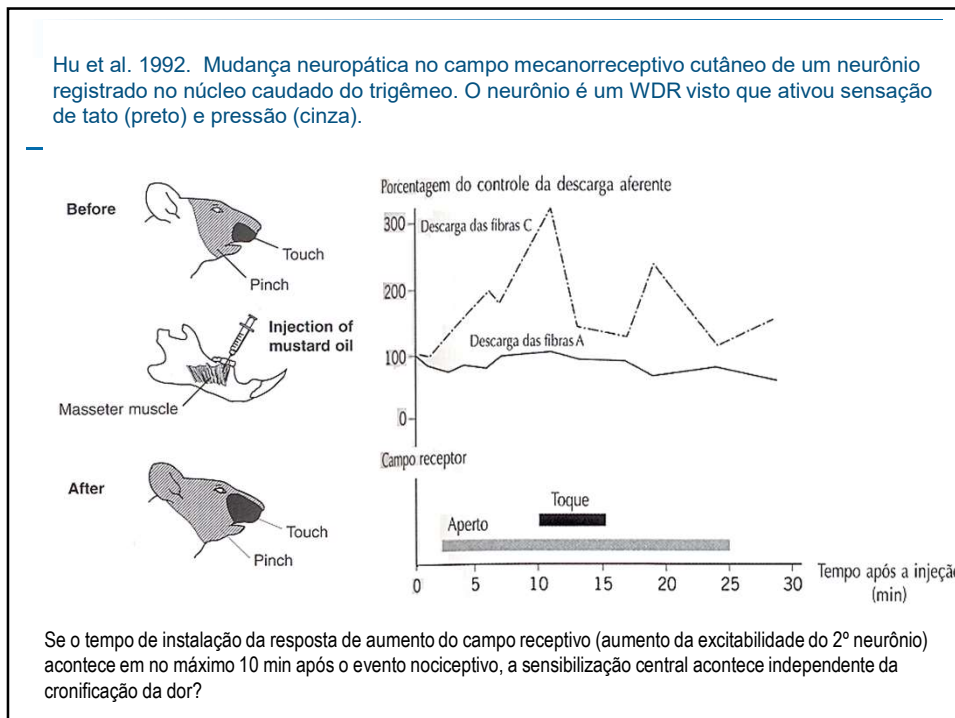 Hu et al. 1992. Mudança neuropática no campo mecanorreceptivo cutâneo de um neurônio
registrado no núcleo caudado do trigêmeo. O neurônio é um WDR visto que ativou sensação
de tato (preto) e pressão (cinza).
Before
Touch
Pinch
Injection of
mustard oil
Masseter muscle
After
Touch
Pinch
Porcentagem do controle da descarga aferente
300
Descarga das fibras C
200
Descarga das fibras A
100
0
Campo receptor
Toque
Aperto
0 5 10 15 20 25 30
Tempo após a injeção
(min)
Se o tempo de instalação da resposta de aumento do campo receptivo (aumento da excitabilidade do 2º neurônio)
acontece em no máximo 10 min após o evento nociceptivo, a sensibilização central acontece independente da
cronificação da dor?